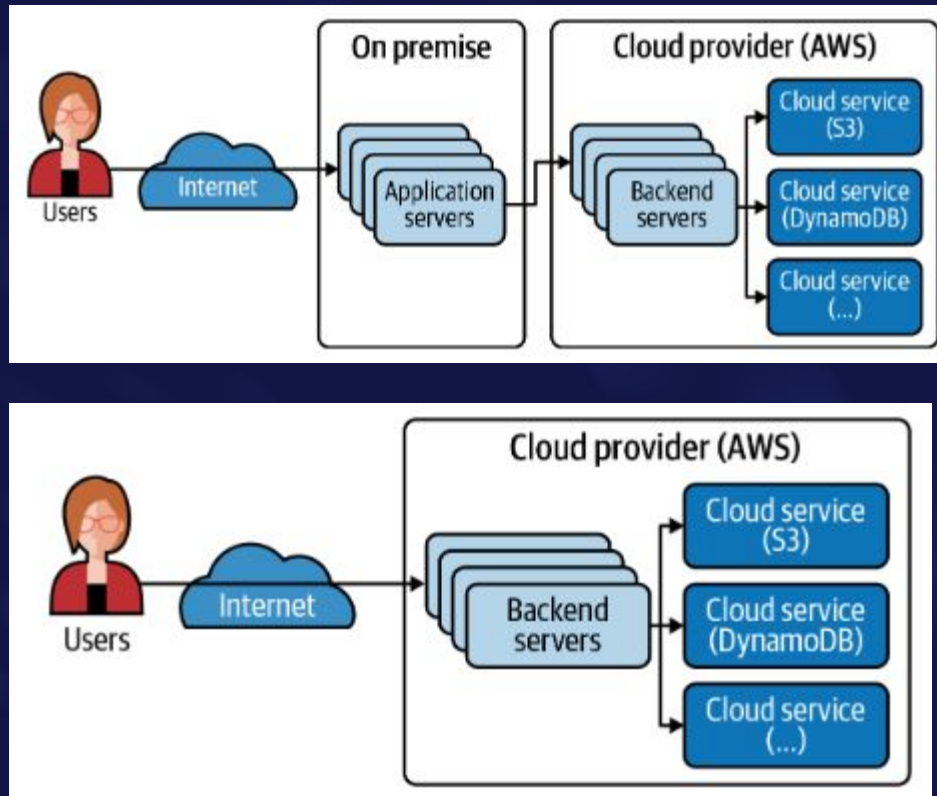 On premise
Cloud provider (AWS)
Users
Internet
Application
servers
Backend
servers
Cloud service
(S3)
Cloud service
(DynamoDB)
Cloud service
(...)
Cloud provider (AWS)
Users
Internet
Backend
servers
Cloud service
(S3)
Cloud service
(DynamoDB)
Cloud service
(...)